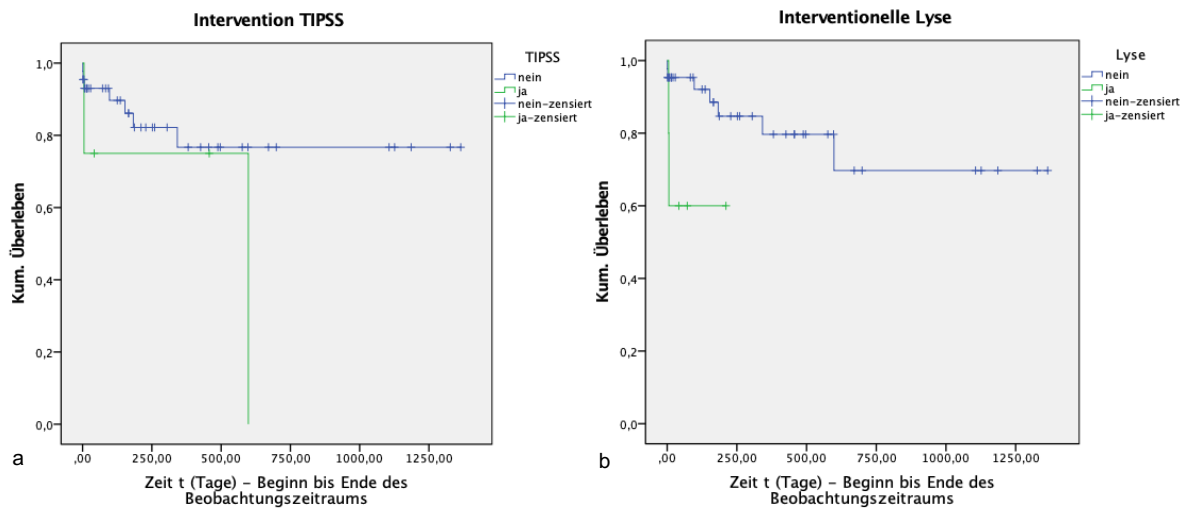 Intervention TIPSS
TIPSS
nein
ja
nein-zensiert
ja-zensiert
1,0
0,8
0,6
0,4
0,2
0,0
Kum. Überleben
,00 250,00 500,00 750,00 1000,00 1250,00
Zeit t (Tage) – Beginn bis Ende des
Beobachtungszeitraums
a
Interventionelle Lyse
Lyse
nein
ja
nein-zensiert
ja-zensiert
1,0
0,8
0,6
0,4
0,2
0,0
Kum. Überleben
,00 250,00 500,00 750,00 1000,00 1250,00
Zeit t (Tage) – Beginn bis Ende des
Beobachtungszeitraums
b